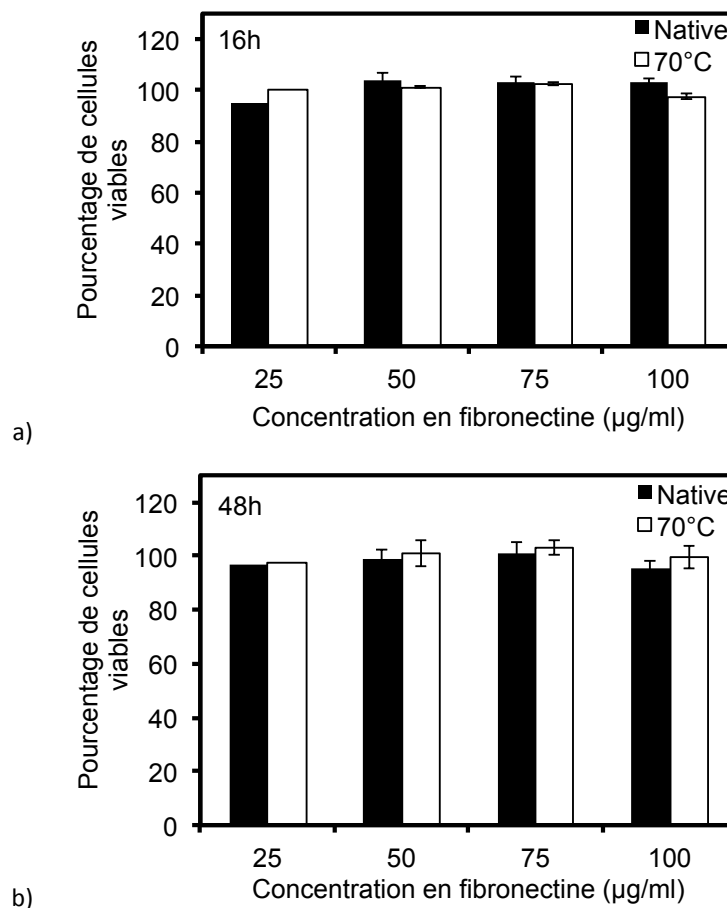 16h
Native
70°C
Pourcentage de cellules
viables
120
100
80
60
40
20
0
25 50 75 100
Concentration en fibronectine (µg/ml)
a)
48h
Native
70°C
Pourcentage de cellules
viables
120
100
80
60
40
20
0
25 50 75 100
Concentration en fibronectine (µg/ml)
b)